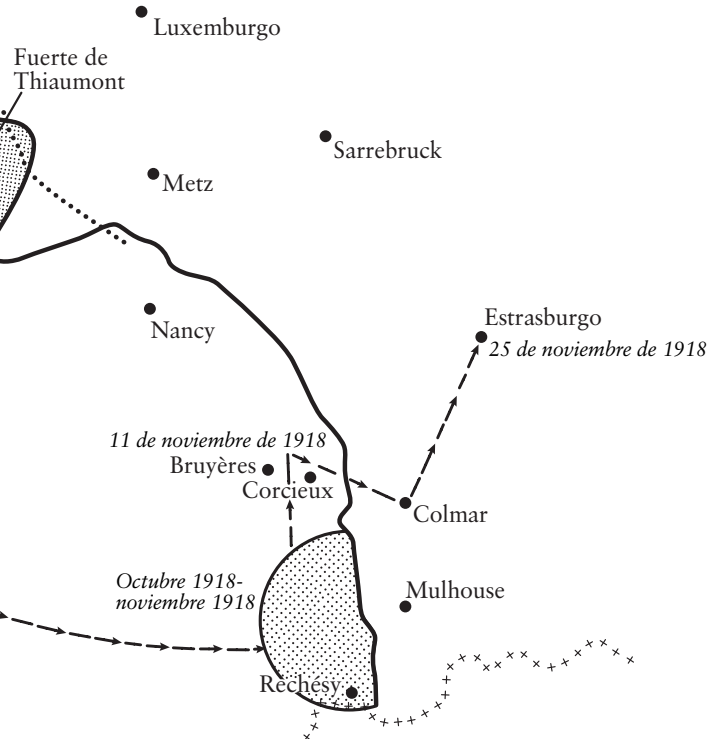 Luxemburgo
Fuerte de
Thiaumont
Sarrebruck
Metz
Nancy
Estrasburgo
25 de noviembre de 1918
11 de noviembre de 1918
Bruyères
Corcieux
Colmar
Octubre 1918-
noviembre 1918
Mulhouse
Réchésy